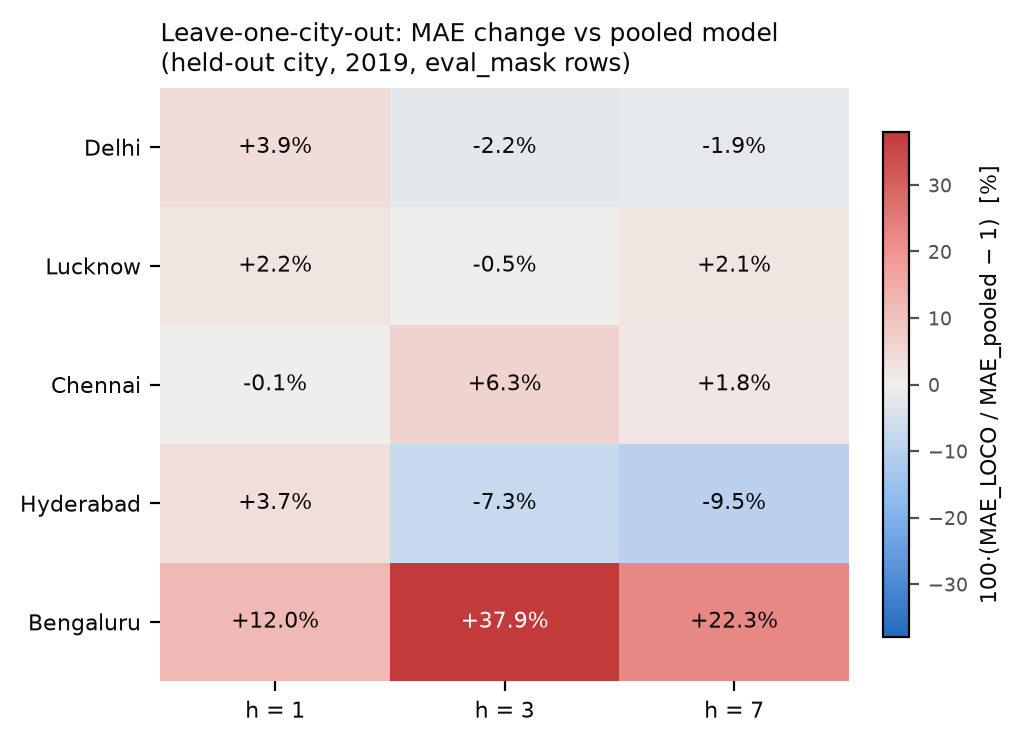 Leave-one-city-out: MAE change vs pooled model
(held-out city, 2019, eval_mask rows)
Delhi +3.9% -2.2% -1.9%
Lucknow +2.2% -0.5% +2.1%
Chennai -0.1% +6.3% +1.8%
Hyderabad +3.7% -7.3% -9.5%
Bengaluru +12.0% +37.9% +22.3%
h = 1 h = 3 h = 7
30
20
10
0
−10
−20
−30
100·(MAE_LOCO / MAE_pooled − 1) [%]